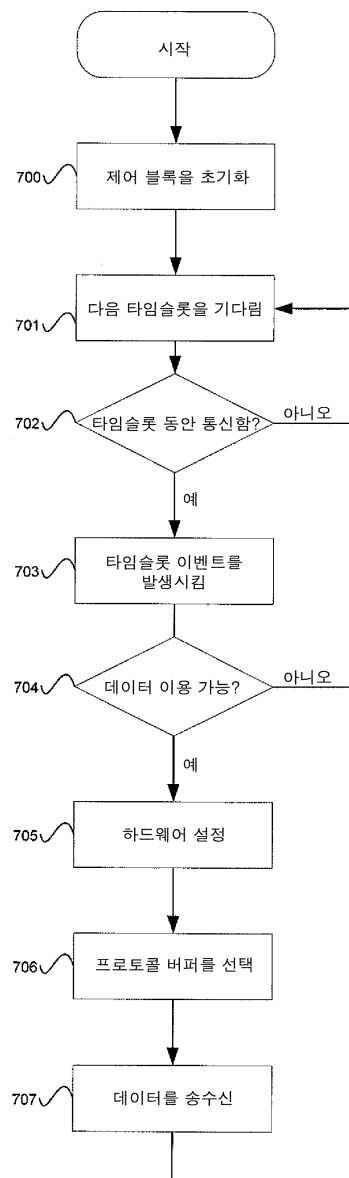 시작
700
제어 블록을 초기화
701
다음 타임슬롯을 기다림
702
타임슬롯 동안 통신함?
아니오
예
703
타임슬롯 이벤트를
발생시킴
704
데이터 이용 가능?
아니오
예
705
하드웨어 설정
706
프로토콜 버퍼를 선택
707
데이터를 송수신